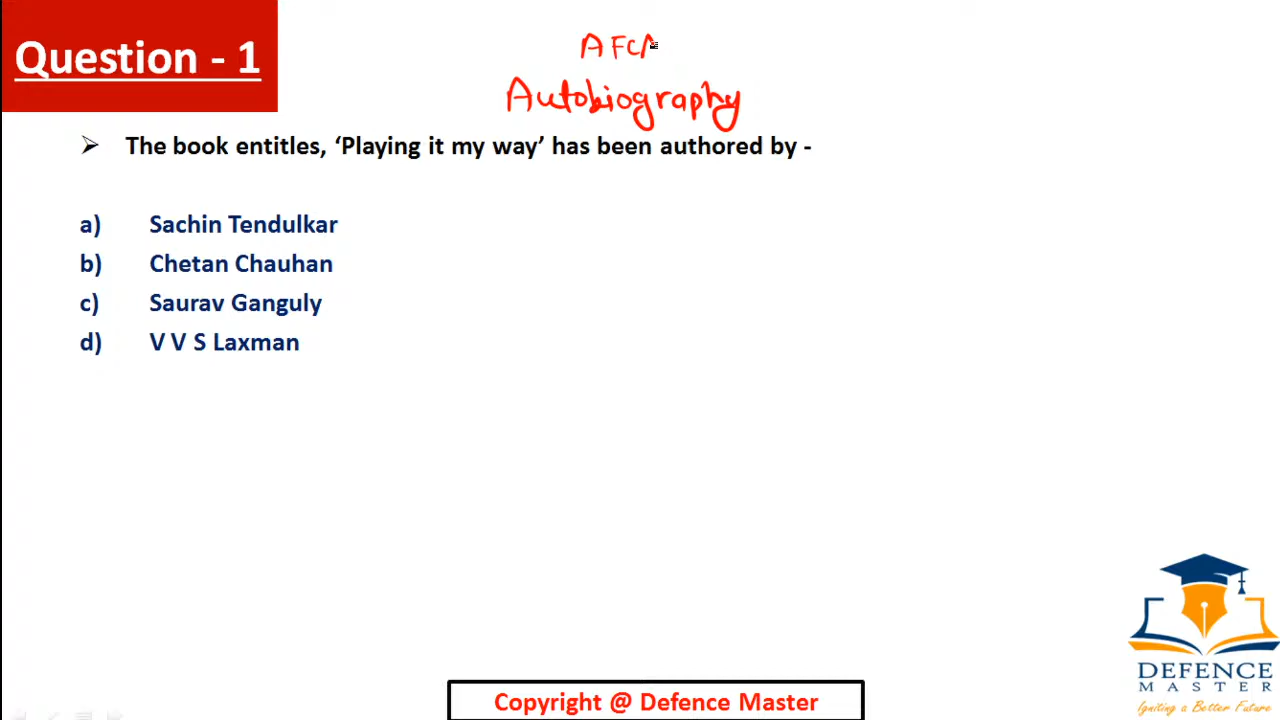 Question - 1
AFCA
Autobiography
➢ The book entitles, ‘Playing it my way’ has been authored by -
a) Sachin Tendulkar
b) Chetan Chauhan
c) Saurav Ganguly
d) V V S Laxman
DEFENCE
MASTER
Igniting a Better Future
Copyright @ Defence Master